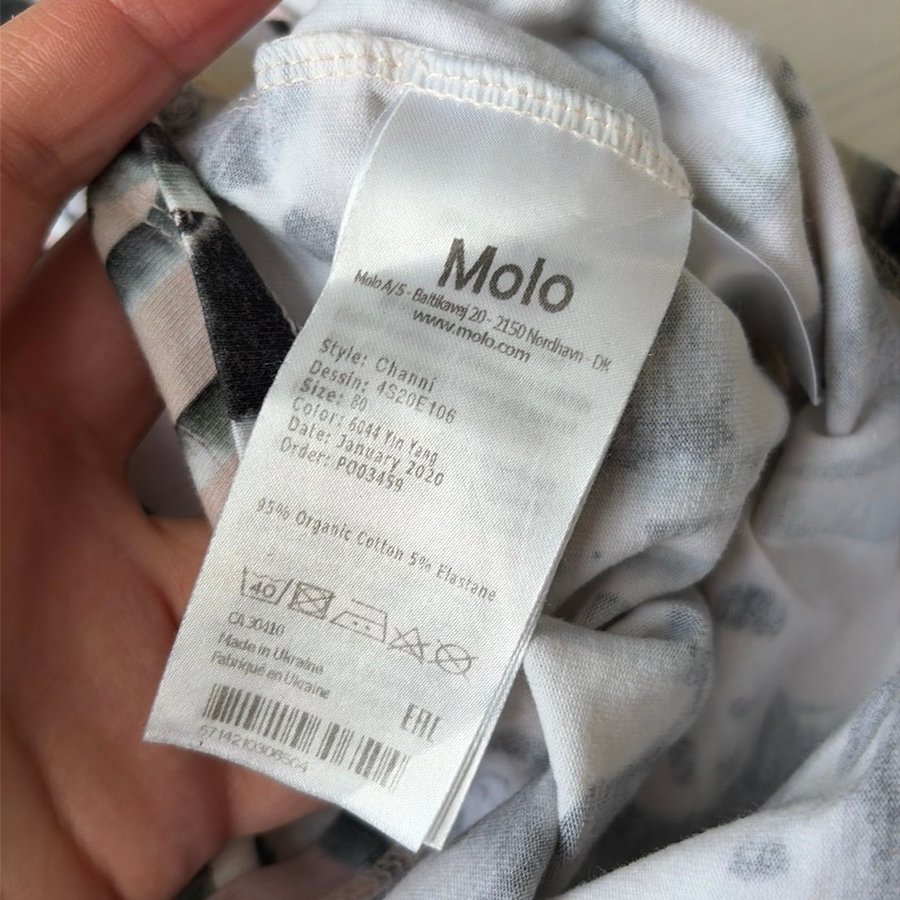 Molo
Molo A/S - Baltikavej 20 - 2150 Nordhavn - DK
www.molo.com
Style: Channi
Dessin: 4S20E106
Size: 80
Color: 6044 Yin Yang
Date: January 2020
Order: PO03459
95% Organic Cotton 5% Elastane
40
CA 30410
Made in Ukraine
Fabriqué en Ukraine
EAC